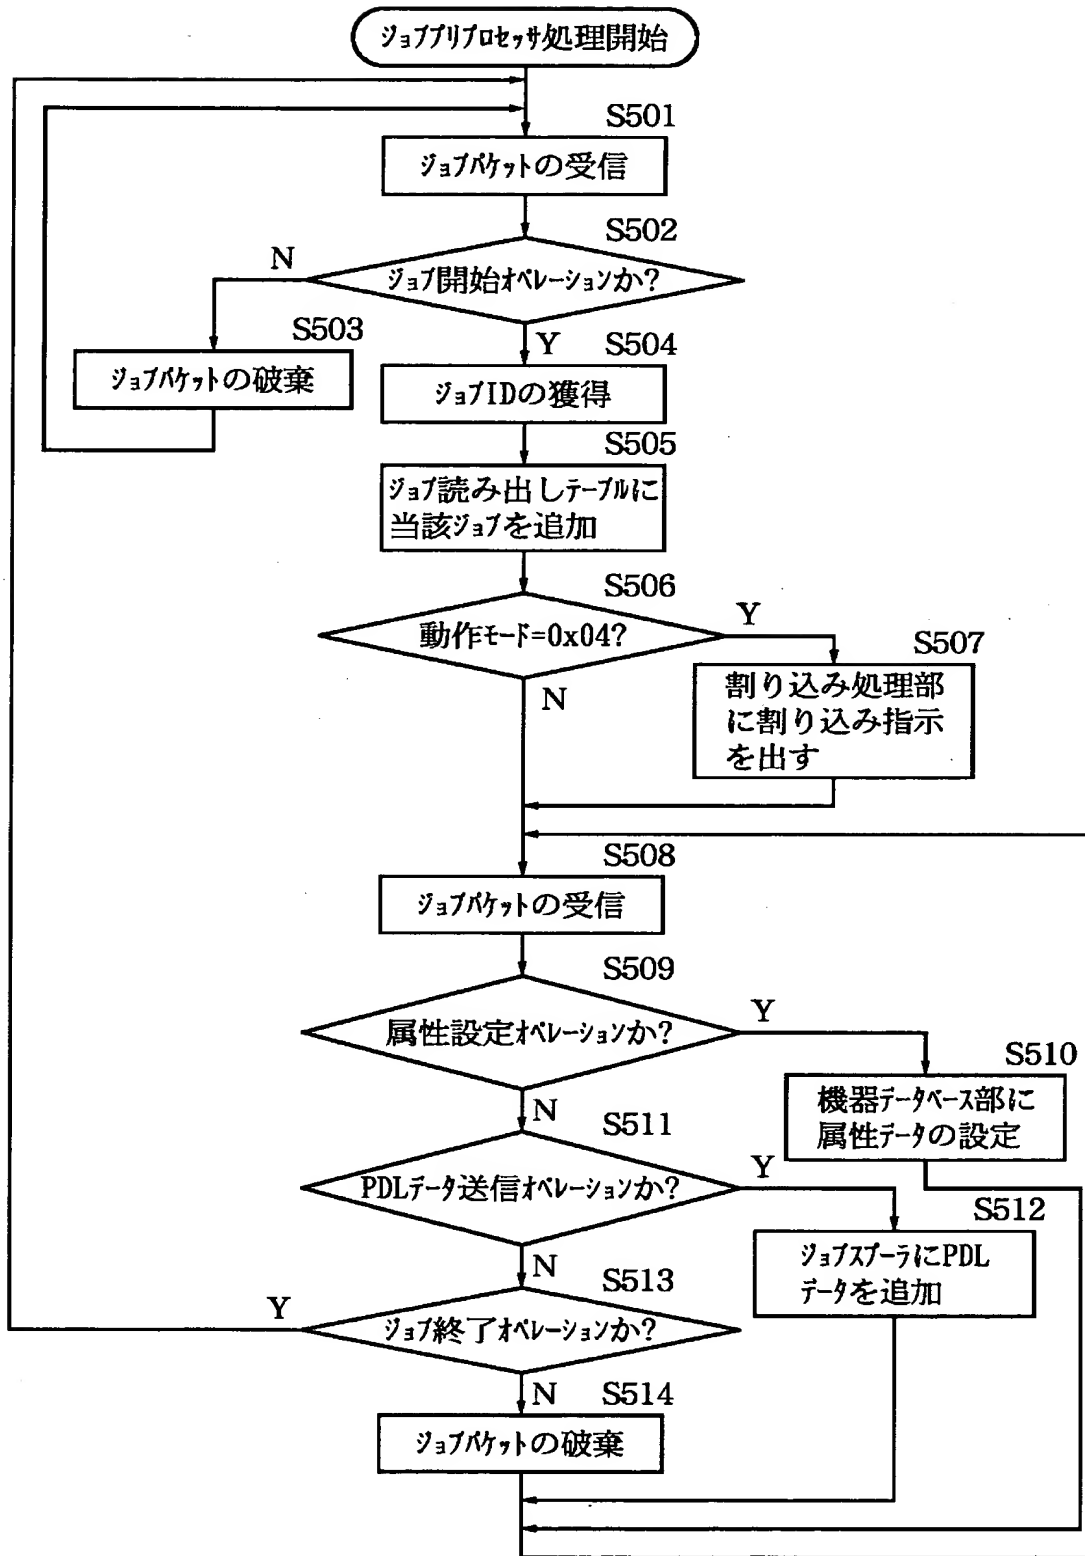 ジョブプリプロセッサ処理開始
S501
ジョブパケットの受信
S502
N
ジョブ開始オペレーションか?
S503
Y
S504
ジョブパケットの破棄
ジョブIDの獲得
S505
ジョブ読み出しテーブルに
当該ジョブを追加
S506
Y
動作モード=0x04?
S507
N
割り込み処理部
に割り込み指示
を出す
S508
ジョブパケットの受信
S509
Y
属性設定オペレーションか?
S510
N
機器データベース部に
属性データの設定
S511
Y
PDLデータ送信オペレーションか?
S512
N
ジョブスプーラにPDL
データを追加
S513
Y
ジョブ終了オペレーションか?
N
S514
ジョブパケットの破棄